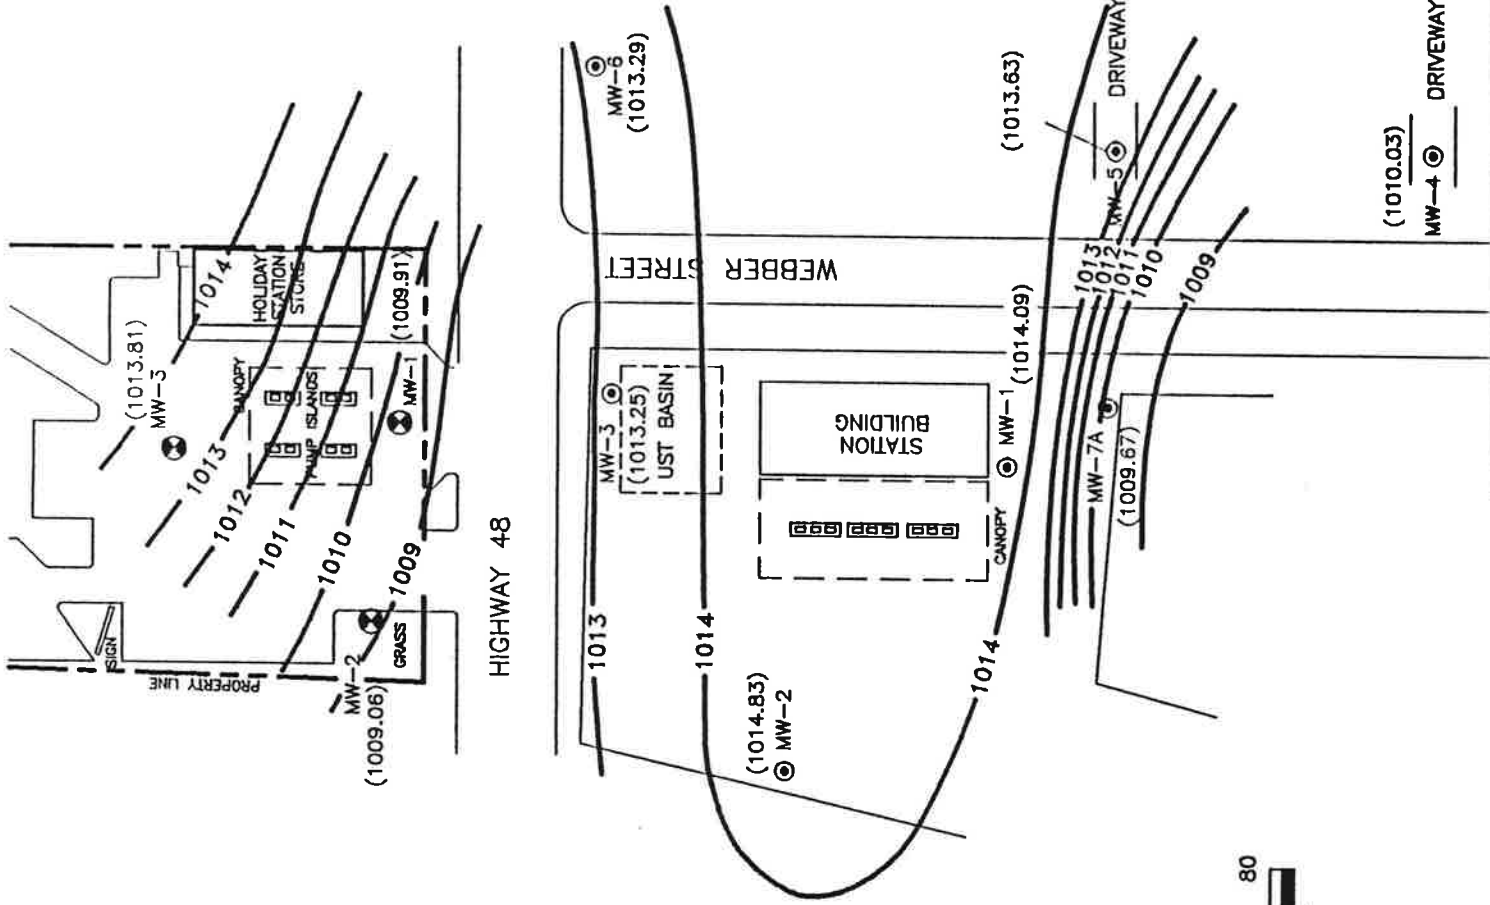 1014
HOLIDAY
STATION
STORE
(1009.91)
(1013.81)
MW-3
CANOPY
PUMP ISLANDS
MW-1
1013
1012
1011
1010
1009
SIGN
PROPERTY LINE
GRASS
MW-2
(1009.06)
HIGHWAY 48
MW-6
(1013.29)
WEBBER STREET
MW-3
(1013.25)
UST BASIN
STATION
BUILDING
MW-1
(1014.09)
CANOPY
1013
1014
(1014.83)
MW-2
1014
(1013.63)
DRIVEWAY
MW-5
1013
1012
1011
1010
1009
MW-7A
(1009.67)
(1010.03)
MW-4
DRIVEWAY
80